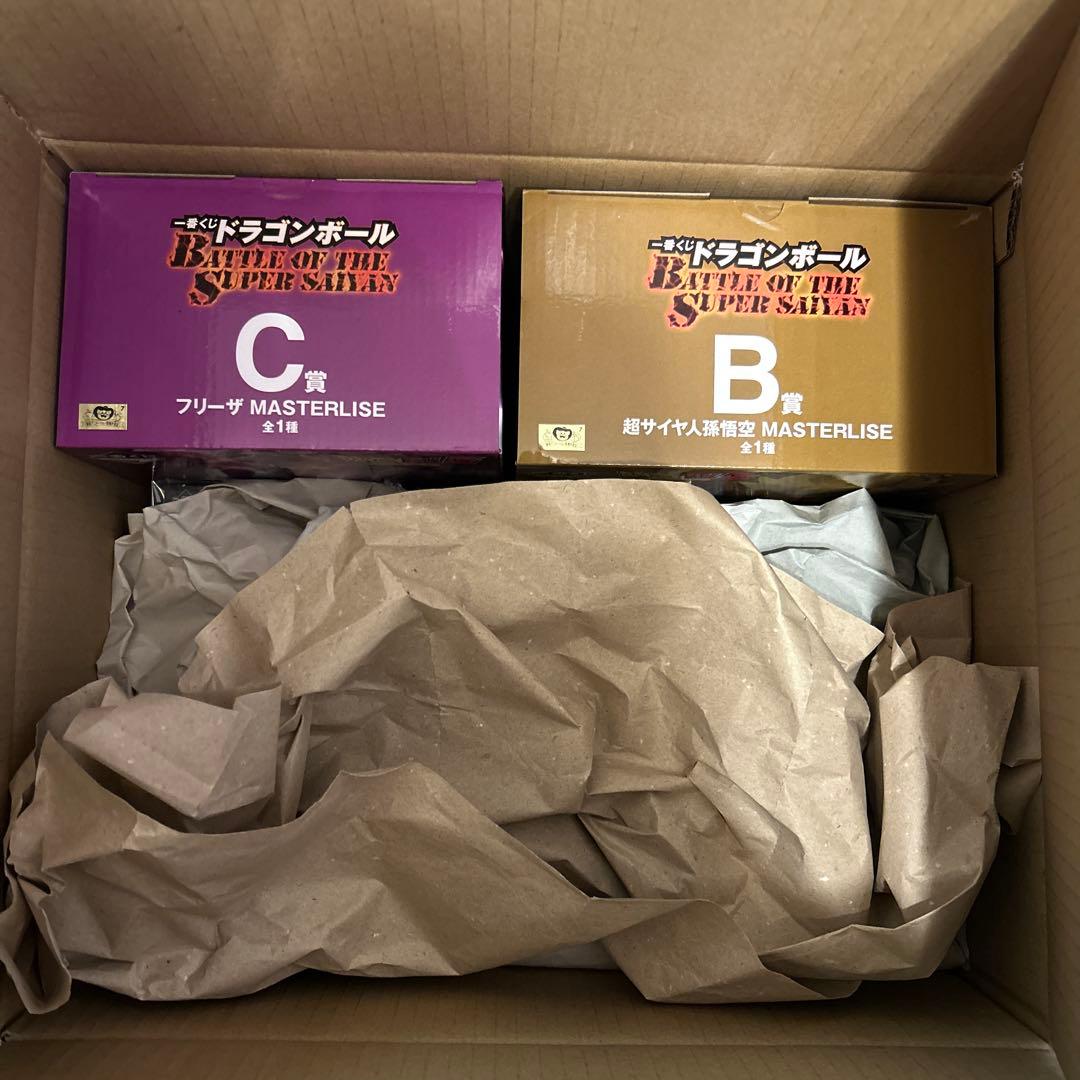 一番くじ ドラゴンボール
BATTLE OF THE
SUPER SAIYAN
C賞
フリーザ MASTERLISE
全1種
一番くじ ドラゴンボール
BATTLE OF THE
SUPER SAIYAN
B賞
超サイヤ人孫悟空 MASTERLISE
全1種